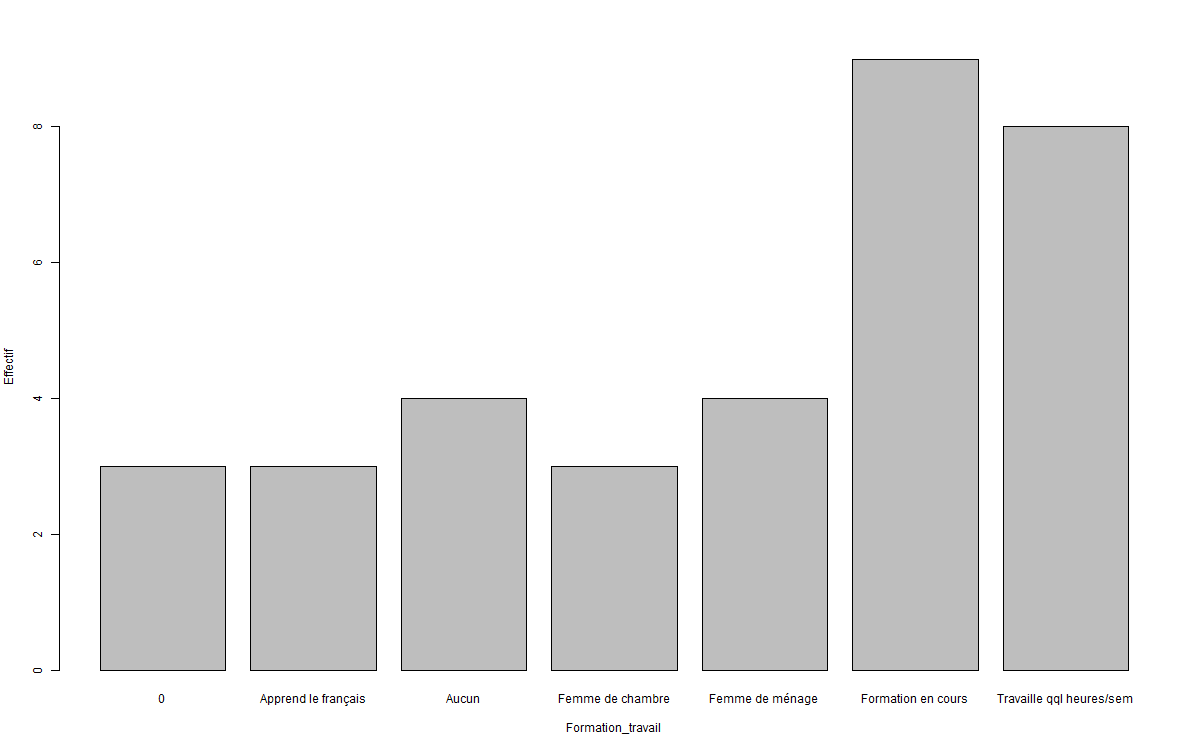 Effectif
8
6
4
2
0
0 Apprend le français Aucun Femme de chambre Femme de ménage Formation en cours Travaille qql heures/sem
Formation_travail